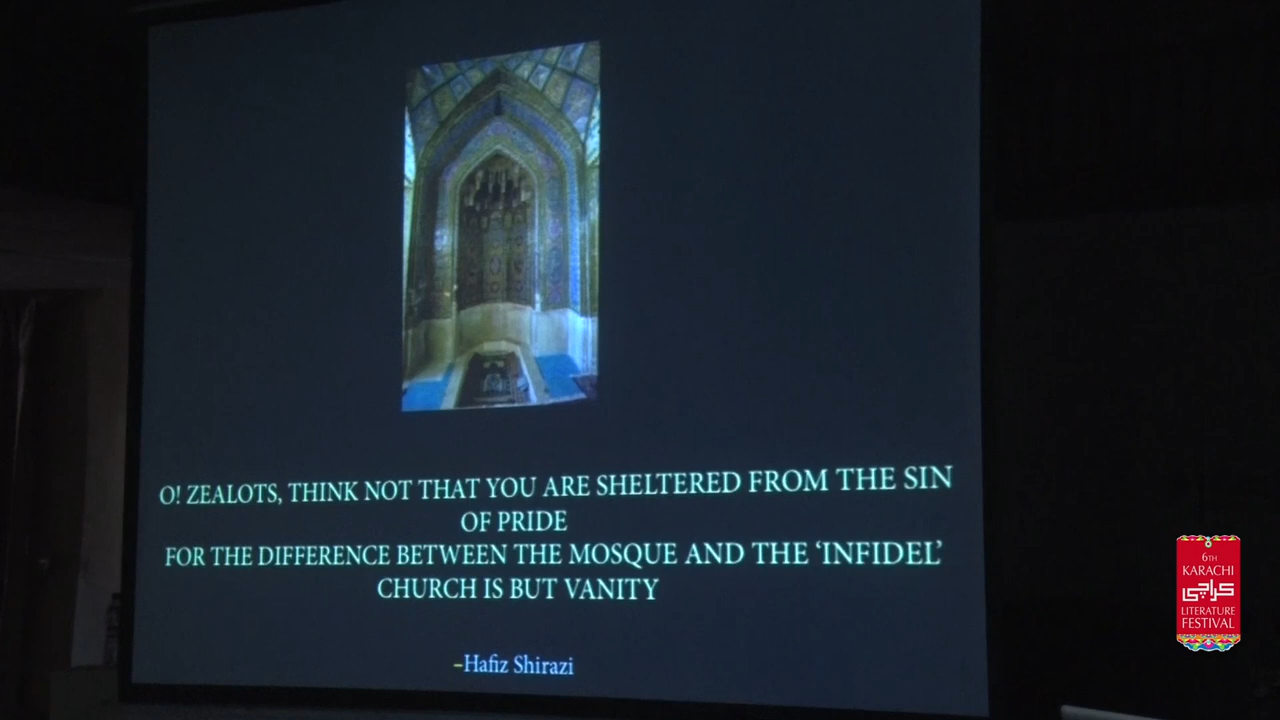 O! ZEALOTS, THINK NOT THAT YOU ARE SHELTERED FROM THE SIN
OF PRIDE
FOR THE DIFFERENCE BETWEEN THE MOSQUE AND THE ‘INFIDEL’
CHURCH IS BUT VANITY
–Hafiz Shirazi
6TH
KARACHI
کراچی
LITERATURE
FESTIVAL